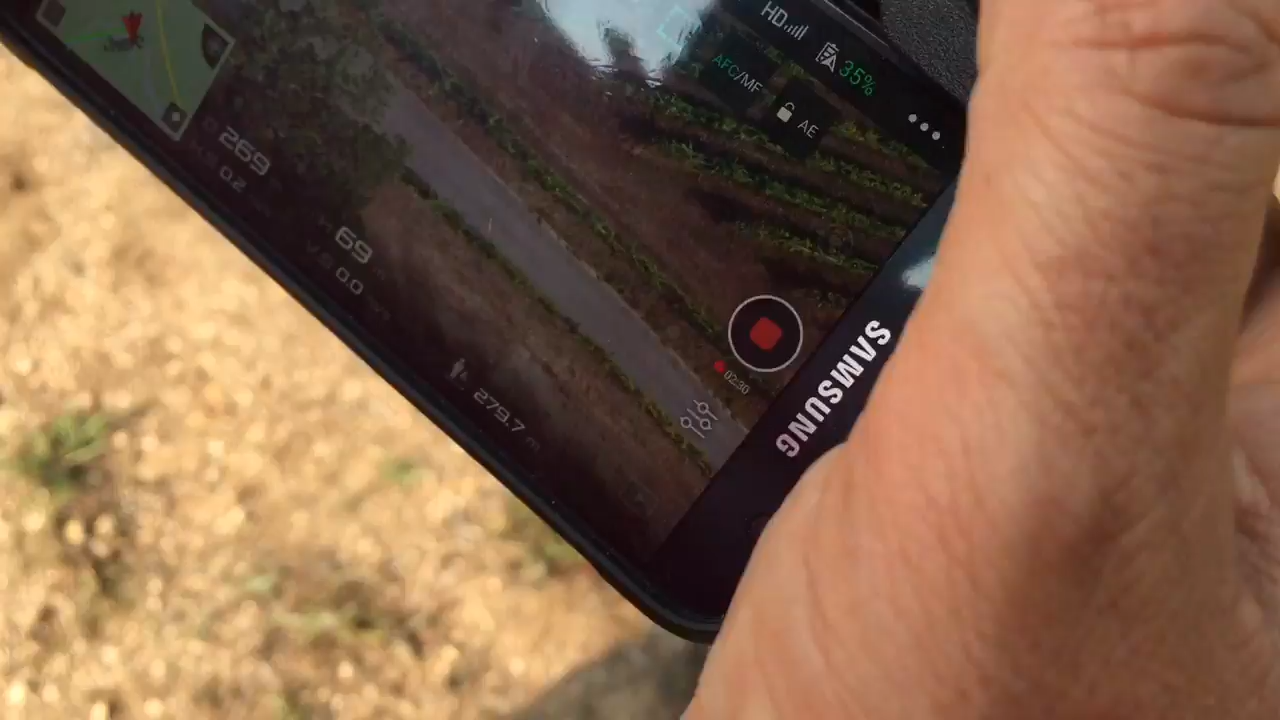 HD
35%
AFC/MF
AE
269
0.2
69
0.0
279.7 m
02:30
SAMSUNG